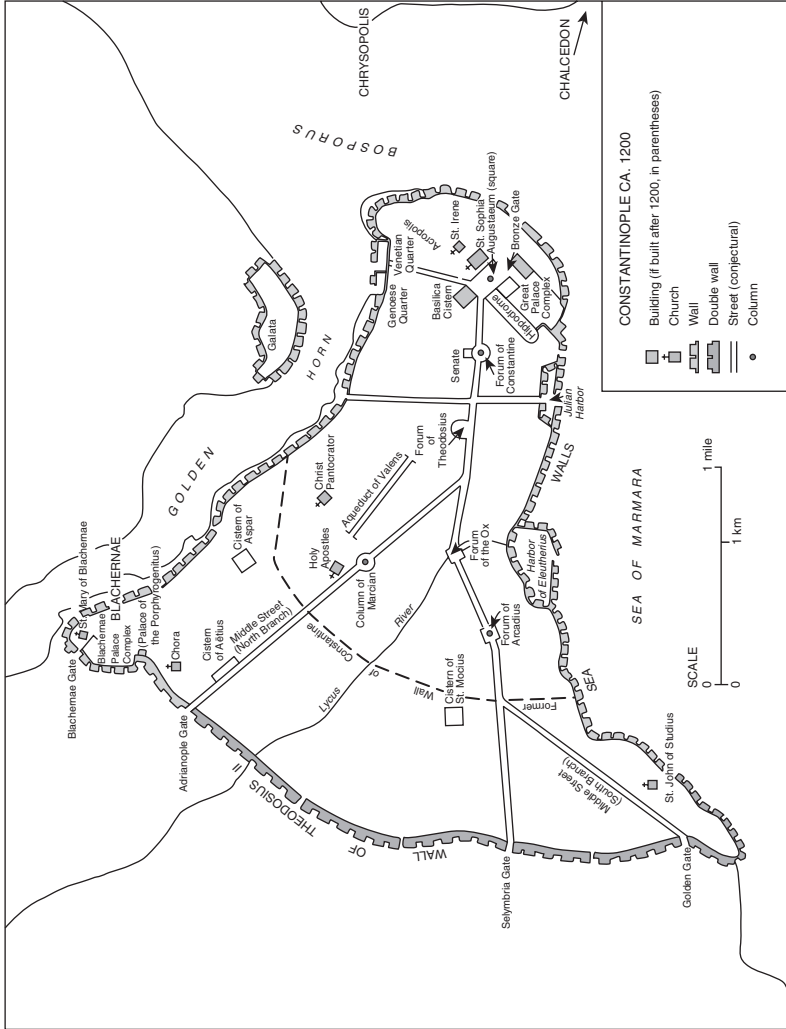 CHRYSOPOLIS
CHALCEDON
BOSPORUS
GOLDEN
HORN
Galata
Blachernae Gate
St. Mary of Blachernae
BLACHERNAE
Blachernae
Palace
Complex
(Palace of
the Porphyrogenitus)
Chora
Adrianople Gate
Cistern
of Aëtius
Middle Street
(North Branch)
Cistern
of Aspar
Christ
Pantocrator
Holy
Apostles
Aqueduct of Valens
Column of
Marcian
Genoese
Quarter
Venetian
Quarter
Acropolis
St. Irene
St. Sophia
Augustaeum (square)
Bronze Gate
Basilica
Cistern
Great
Palace
Complex
Hippodrome
Senate
Forum of
Constantine
Forum
of
Theodosius
Julian
Harbor
Forum
of the Ox
Harbor
of Eleutherius
Forum of
Arcadius
Lycus
River
Former
Wall
of
Constantine
Cistern of
St. Mocius
WALL
OF
THEODOSIUS
II
Selymbria Gate
Middle Street
(South Branch)
Golden Gate
St. John of Studius
SEA
WALLS
SEA OF MARMARA
SCALE
0
1 mile
0
1 km
CONSTANTINOPLE CA. 1200
Building (if built after 1200, in parentheses)
Church
Wall
Double wall
Street (conjectural)
Column